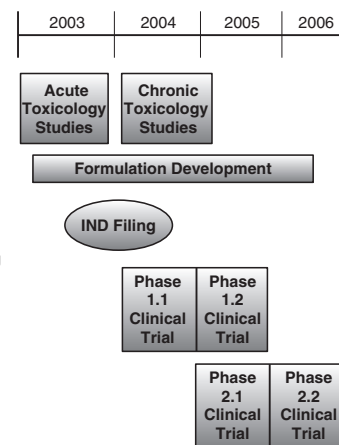 2003 2004 2005 2006
Acute
Toxicology
Studies
Chronic
Toxicology
Studies
Formulation Development
IND Filing
Phase
1.1
Clinical
Trial
Phase
1.2
Clinical
Trial
Phase
2.1
Clinical
Trial
Phase
2.2
Clinical
Trial